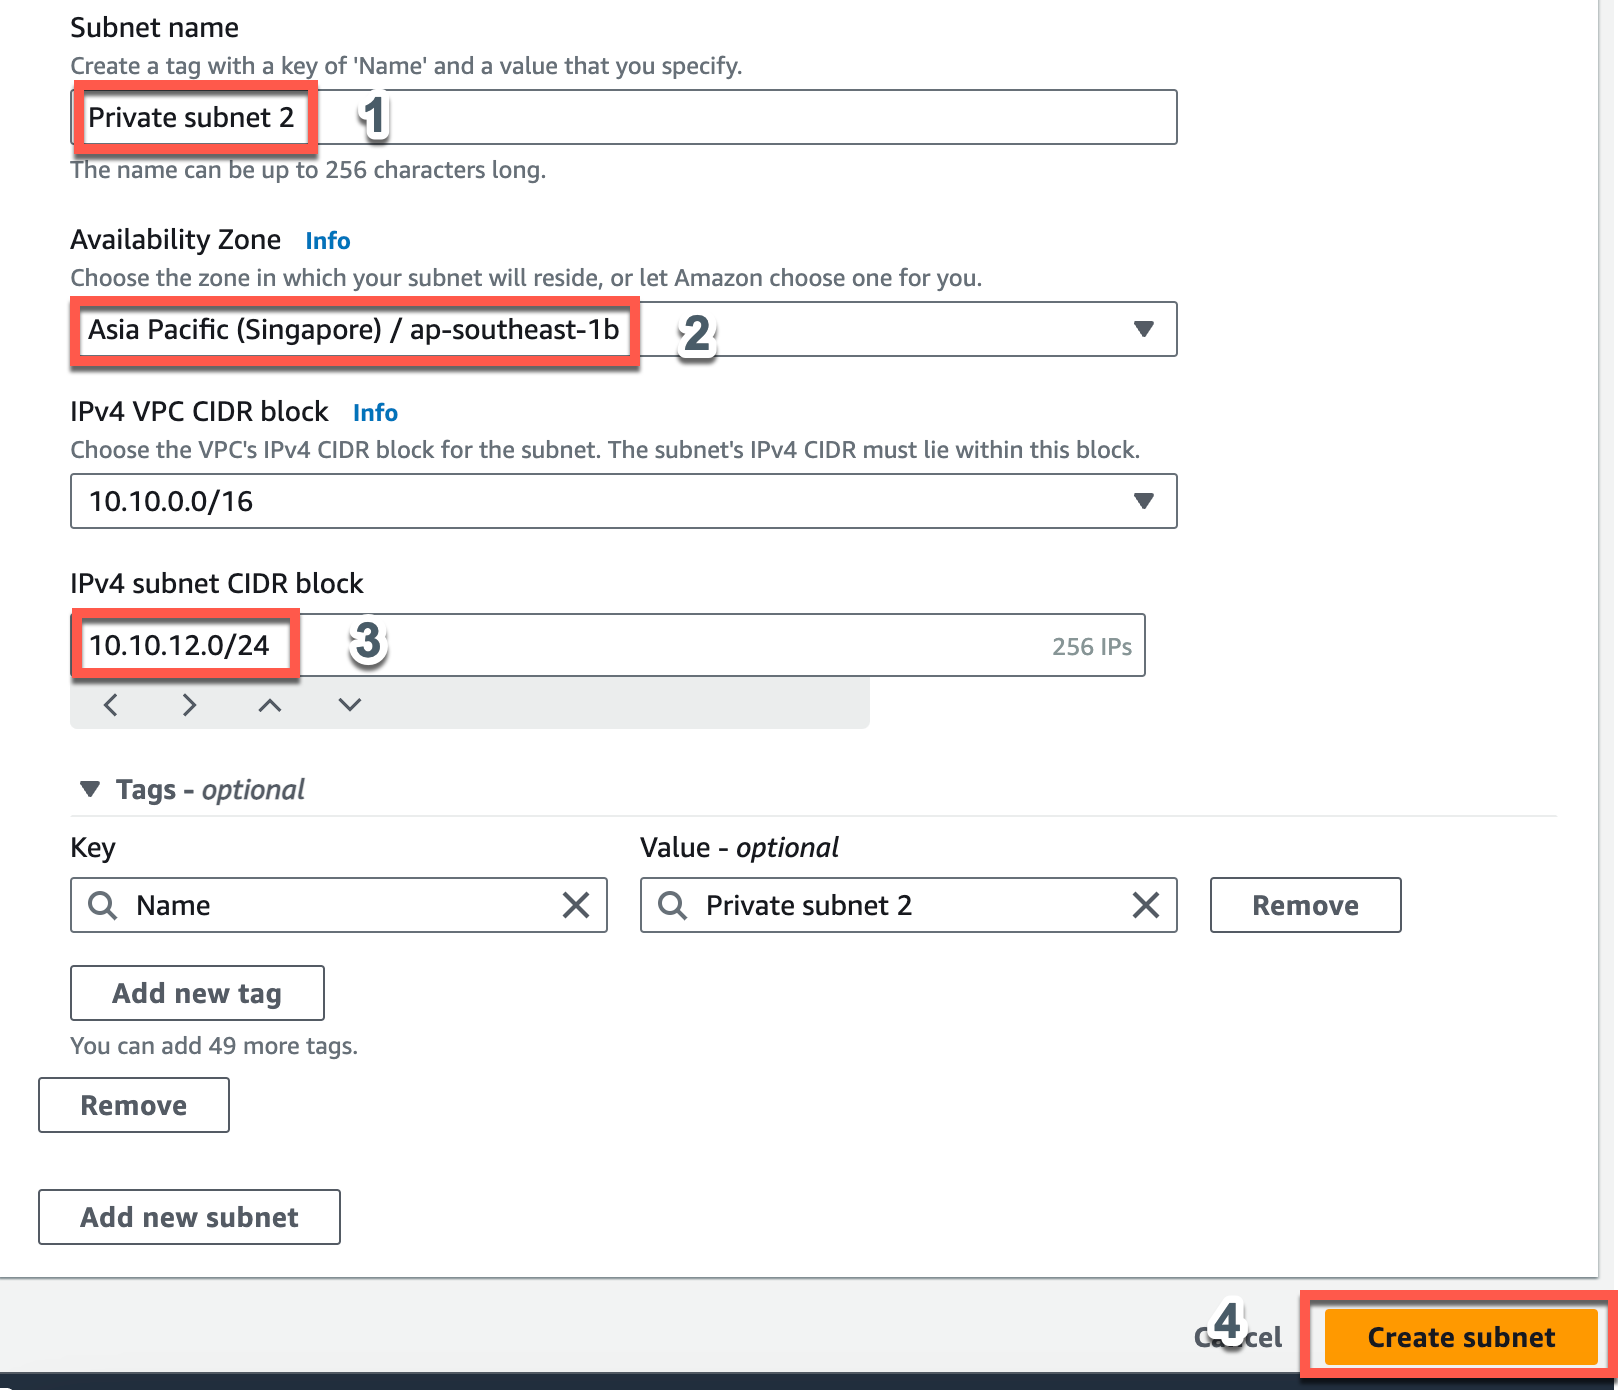 Subnet name
Create a tag with a key of 'Name' and a value that you specify.
Private subnet 2 1
The name can be up to 256 characters long.
Availability Zone Info
Choose the zone in which your subnet will reside, or let Amazon choose one for you.
Asia Pacific (Singapore) / ap-southeast-1b 2
IPv4 VPC CIDR block Info
Choose the VPC's IPv4 CIDR block for the subnet. The subnet's IPv4 CIDR must lie within this block.
10.10.0.0/16
IPv4 subnet CIDR block
10.10.12.0/24 3 256 IPs
Tags - optional
Key Value - optional
Name Private subnet 2 Remove
Add new tag
You can add 49 more tags.
Remove
Add new subnet
4 Cancel Create subnet